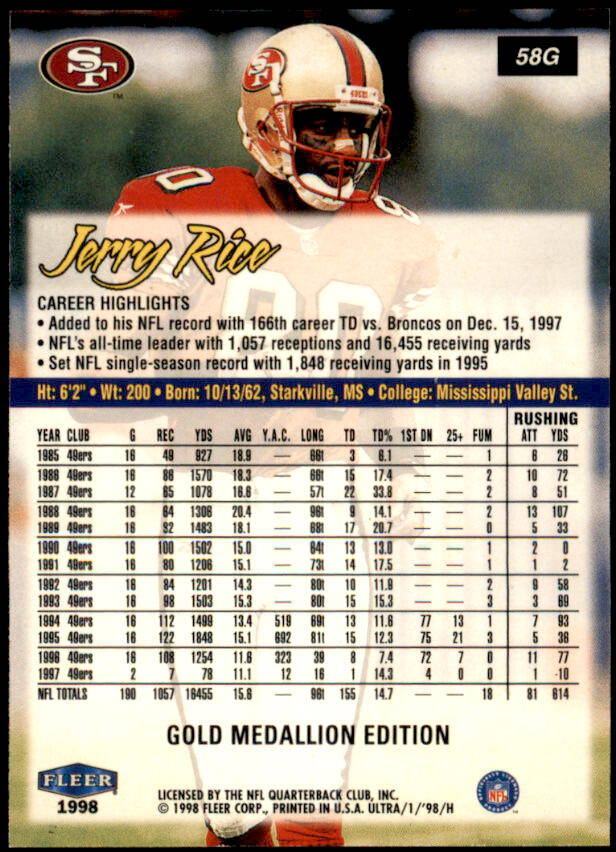 SF
TM
58G
49ERS
80
80
Jerry Rice
CAREER HIGHLIGHTS
• Added to his NFL record with 166th career TD vs. Broncos on Dec. 15, 1997
• NFL's all-time leader with 1,057 receptions and 16,455 receiving yards
• Set NFL single-season record with 1,848 receiving yards in 1995
Ht: 6'2" • Wt: 200 • Born: 10/13/62, Starkville, MS • College: Mississippi Valley St.
RUSHING
YEAR CLUB G REC YDS AVG Y.A.C. LONG TD TD% 1ST DN 25+ FUM ATT YDS
1985 49ers 16 49 927 18.9 — 66t 3 6.1 — — 1 6 26
1986 49ers 16 86 1570 18.3 — 66t 15 17.4 — — 2 10 72
1987 49ers 12 65 1078 16.6 — 57t 22 33.8 — — 2 8 51
1988 49ers 16 64 1306 20.4 — 96t 9 14.1 — — 2 13 107
1989 49ers 16 92 1483 18.1 — 68t 17 20.7 — — 0 5 33
1990 49ers 16 100 1502 15.0 — 64t 13 13.0 — — 1 2 0
1991 49ers 16 80 1206 15.1 — 73t 14 17.5 — — 1 1 2
1992 49ers 16 84 1201 14.3 — 80t 10 11.9 — — 2 9 58
1993 49ers 16 98 1503 15.3 — 80t 15 15.3 — — 3 3 69
1994 49ers 16 112 1499 13.4 519 69t 13 11.6 77 13 1 7 93
1995 49ers 16 122 1848 15.1 692 81t 15 12.3 75 21 3 5 36
1996 49ers 16 108 1254 11.6 323 39 8 7.4 72 7 0 11 77
1997 49ers 2 7 78 11.1 12 16 1 14.3 4 0 0 1 -10
NFL TOTALS 190 1057 16455 15.6 — 96t 155 14.7 — — 18 81 614
GOLD MEDALLION EDITION
FLEER
1998
LICENSED BY THE NFL QUARTERBACK CLUB, INC.
© 1998 FLEER CORP., PRINTED IN U.S.A. ULTRA/1/'98/H
NFL